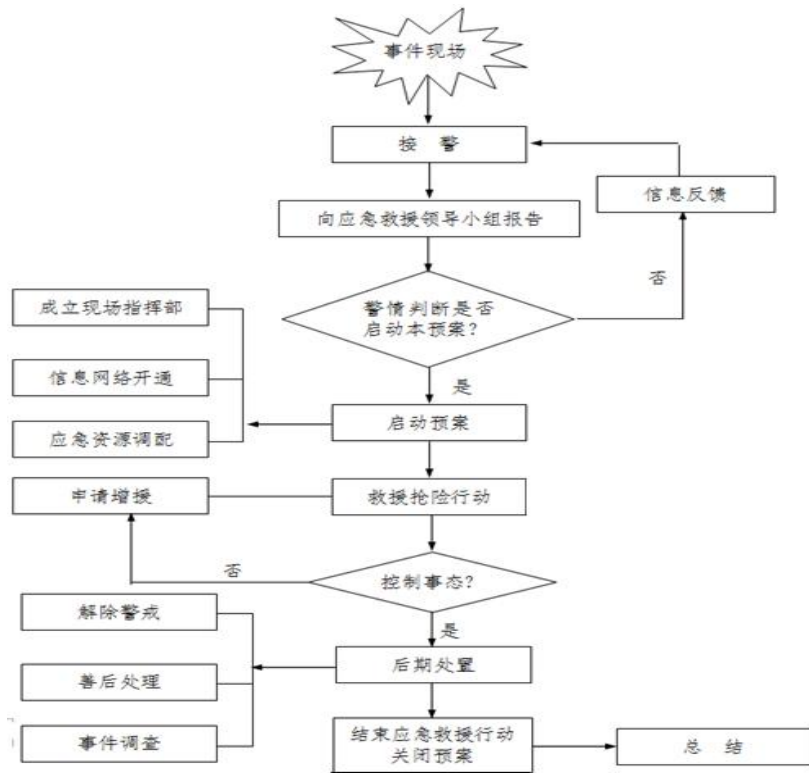 事件现场
接 警
信息反馈
向应急救援领导小组报告
否
成立现场指挥部
警情判断是否
启动本预案?
信息网络开通
是
应急资源调配
启动预案
申请增援
救援抢险行动
否
控制事态?
解除警戒
是
善后处理
后期处置
事件调查
结束应急救援行动
关闭预案
总 结